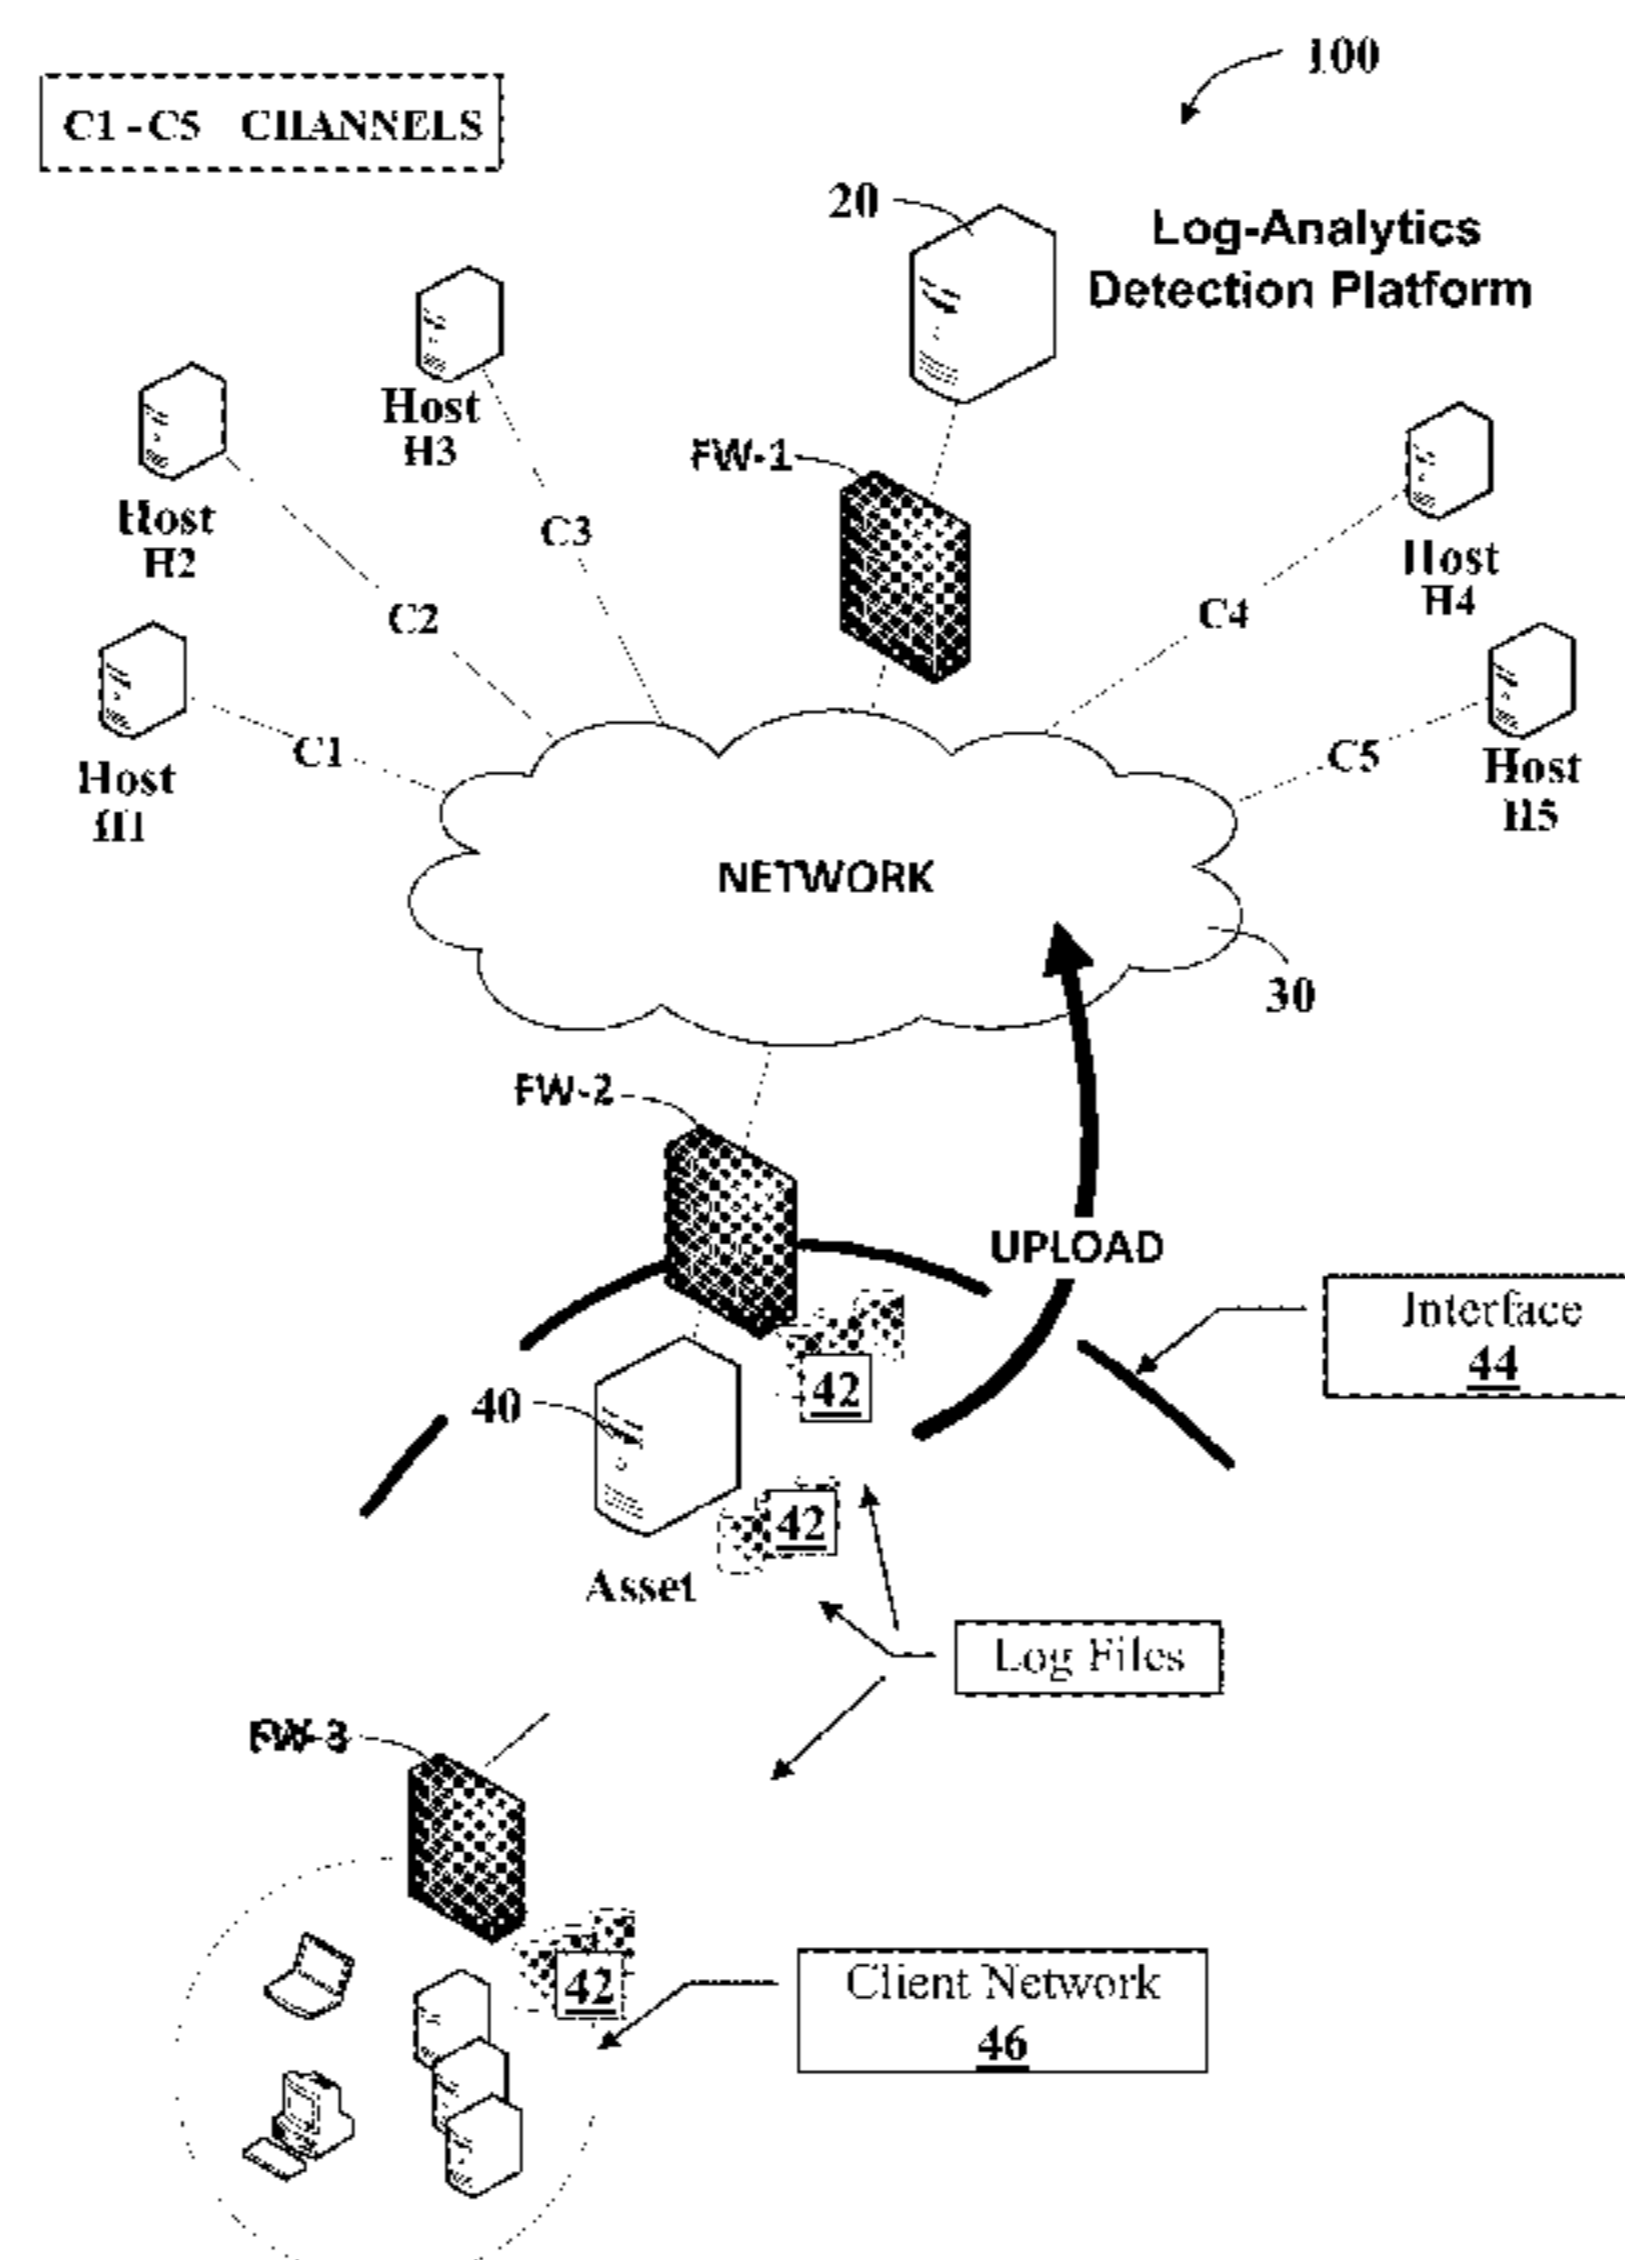 100
C1 - C5 CHANNELS
20
Log-Analytics
Detection Platform
Host
H3
FW-1
Host
H2
C3
Host
H4
C2
C4
Host
H1
C1
C5
Host
H5
NETWORK
30
FW-2
UPLOAD
Interface
44
42
40
42
Asset
Log Files
FW-3
42
Client Network
46